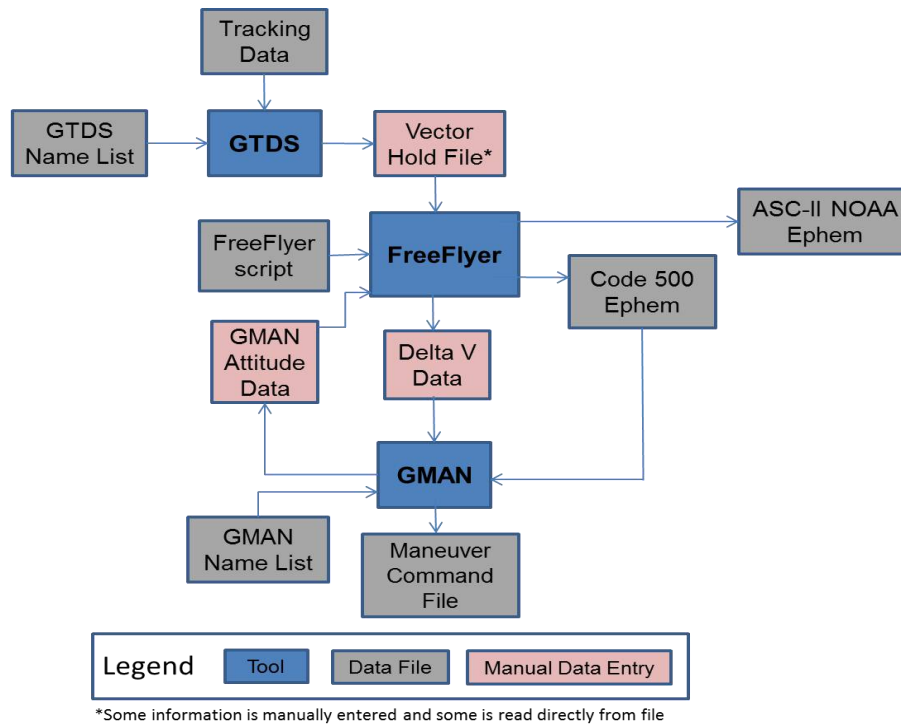 Tracking
Data
GTDS
Name List
GTDS
Vector
Hold File*
ASC-II NOAA
Ephem
FreeFlyer
script
FreeFlyer
Code 500
Ephem
GMAN
Attitude
Data
Delta V
Data
GMAN
GMAN
Name List
Maneuver
Command
File
Legend
Tool
Data File
Manual Data Entry
*Some information is manually entered and some is read directly from file